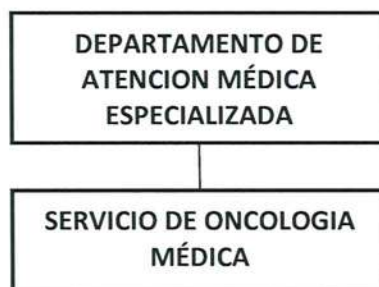 DEPARTAMENTO DE
ATENCION MÉDICA
ESPECIALIZADA
SERVICIO DE ONCOLOGIA
MÉDICA